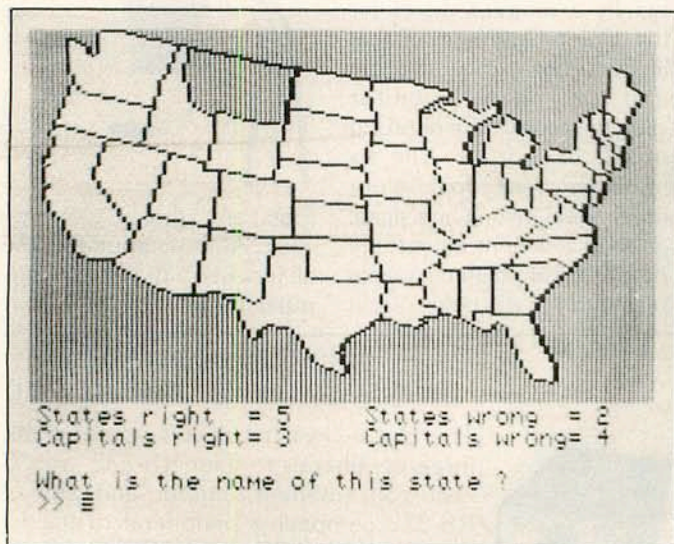 States right  = 5      States wrong  = 2
Capitals right= 3      Capitals wrong= 4
What is the name of this state ?
>>